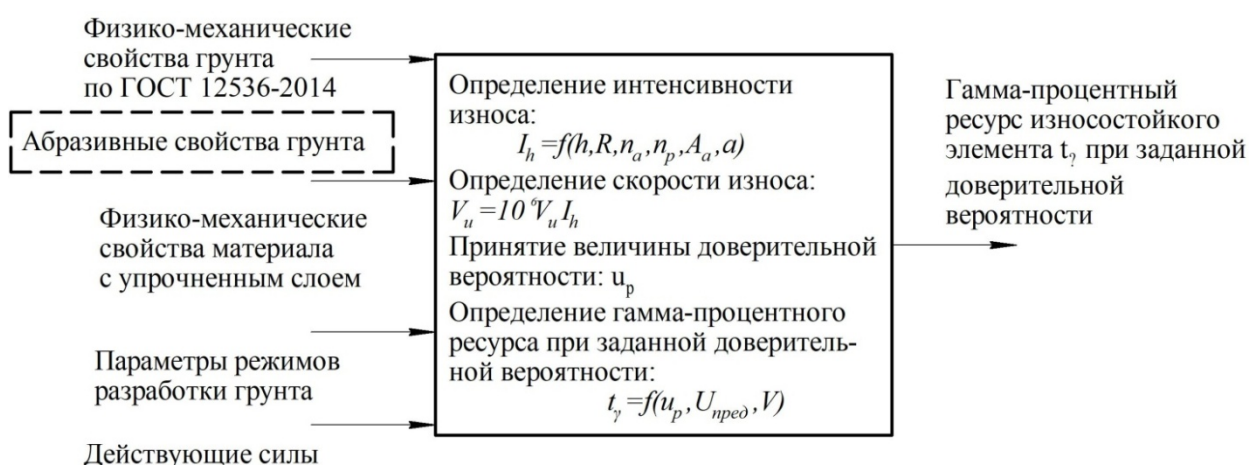 Физико-механические
свойства грунта
по ГОСТ 12536-2014
Абразивные свойства грунта
Физико-механические
свойства материала
с упрочненным слоем
Параметры режимов
разработки грунта
Действующие силы
Определение интенсивности
износа:
I_h =f(h,R,n_a,n_p,A_a,a)
Определение скорости износа:
V_u =10^6V_u I_h
Принятие величины доверительной
вероятности: u_p
Определение гамма-процентного
ресурса при заданной доверитель-
ной вероятности:
t_γ =f(u_p,U_пред,V)
Гамма-процентный
ресурс износостойкого
элемента t_? при заданной
доверительной
вероятности